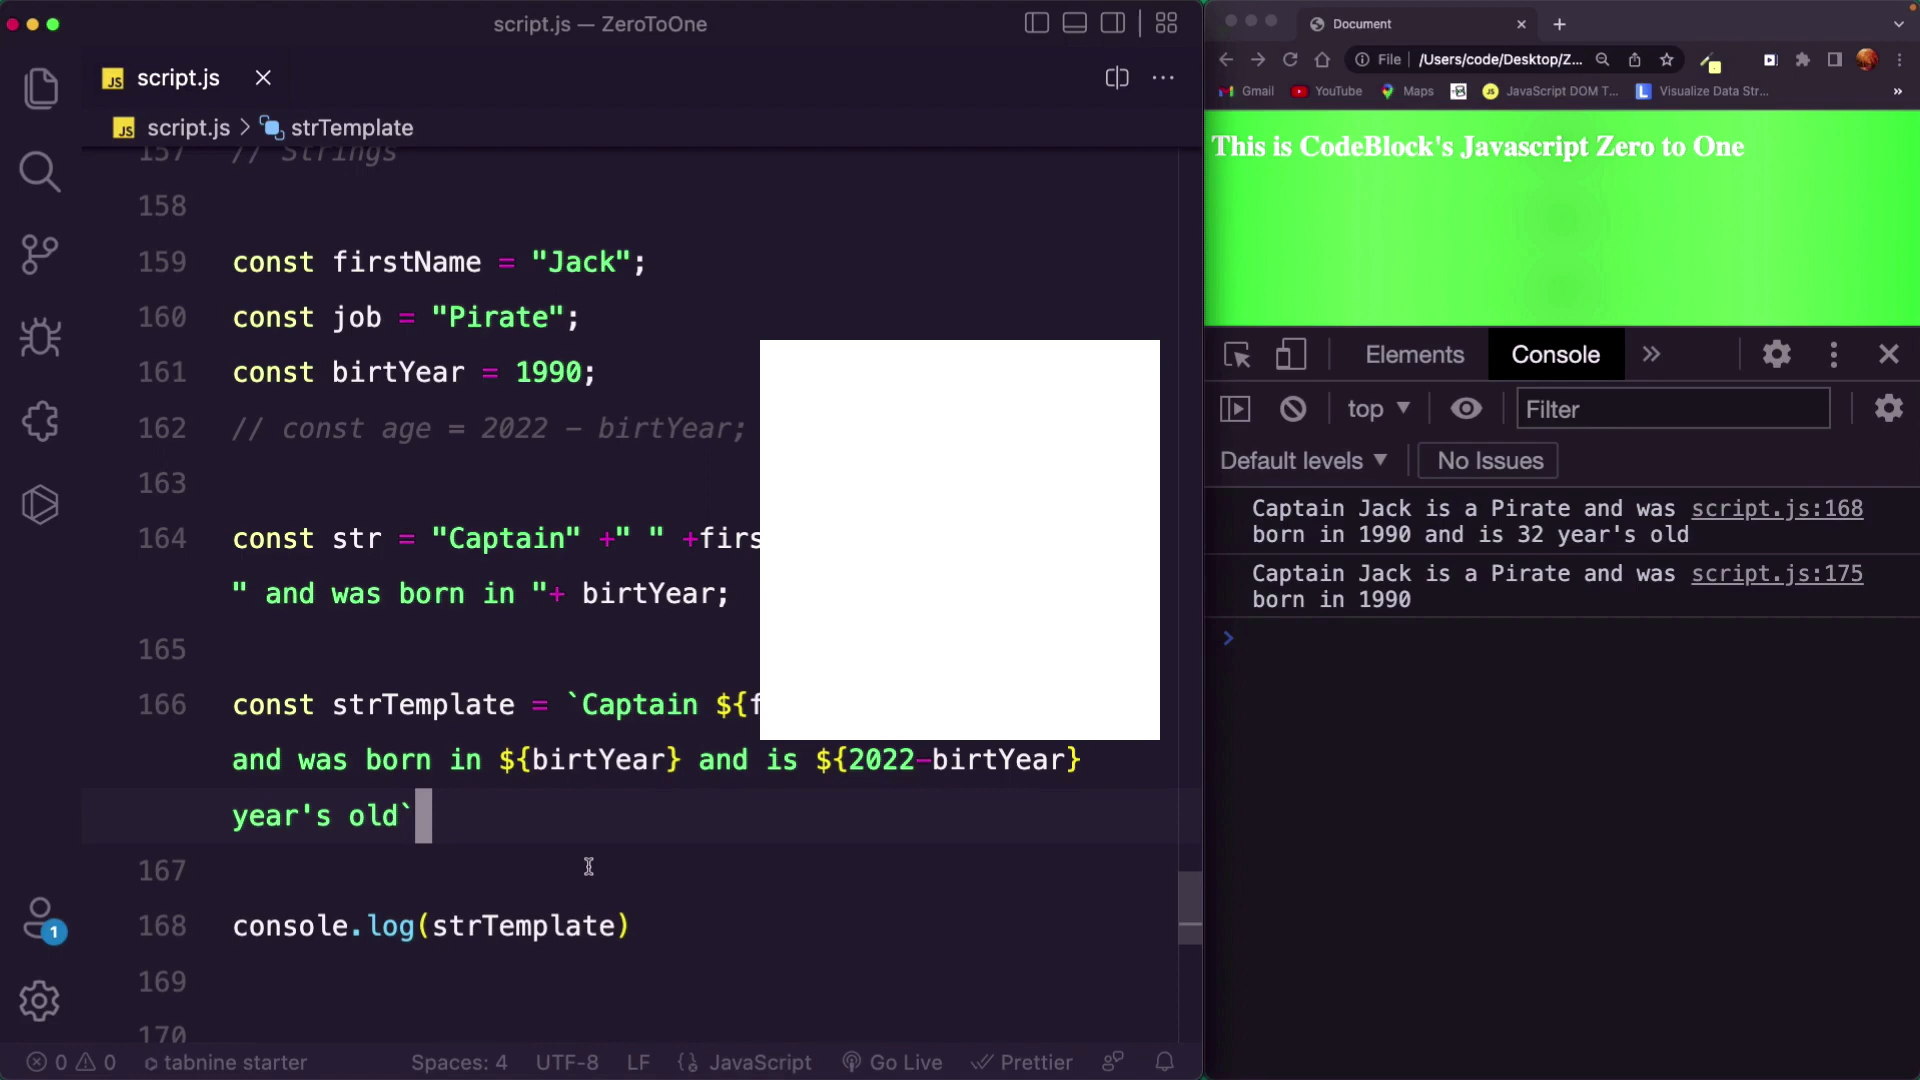 script.js — ZeroToOne
script.js
script.js > strTemplate
157 // Strings
158
159 const firstName = "Jack";
160 const job = "Pirate";
161 const birtYear = 1990;
162 // const age = 2022 - birtYear;
163
164 const str = "Captain" +" " +firs
" and was born in "+ birtYear;
165
166 const strTemplate = `Captain ${f
and was born in ${birtYear} and is ${2022-birtYear}
year's old`
167
168 console.log(strTemplate)
169
170
1
0 0 tabnine starter Spaces: 4 UTF-8 LF JavaScript Go Live Prettier
Document
File /Users/code/Desktop/Z...
Gmail YouTube Maps JavaScript DOM T... Visualize Data Str... »
This is CodeBlock's Javascript Zero to One
Elements Console »
top Filter
Default levels No Issues
Captain Jack is a Pirate and was script.js:168
born in 1990 and is 32 year's old
Captain Jack is a Pirate and was script.js:175
born in 1990
>